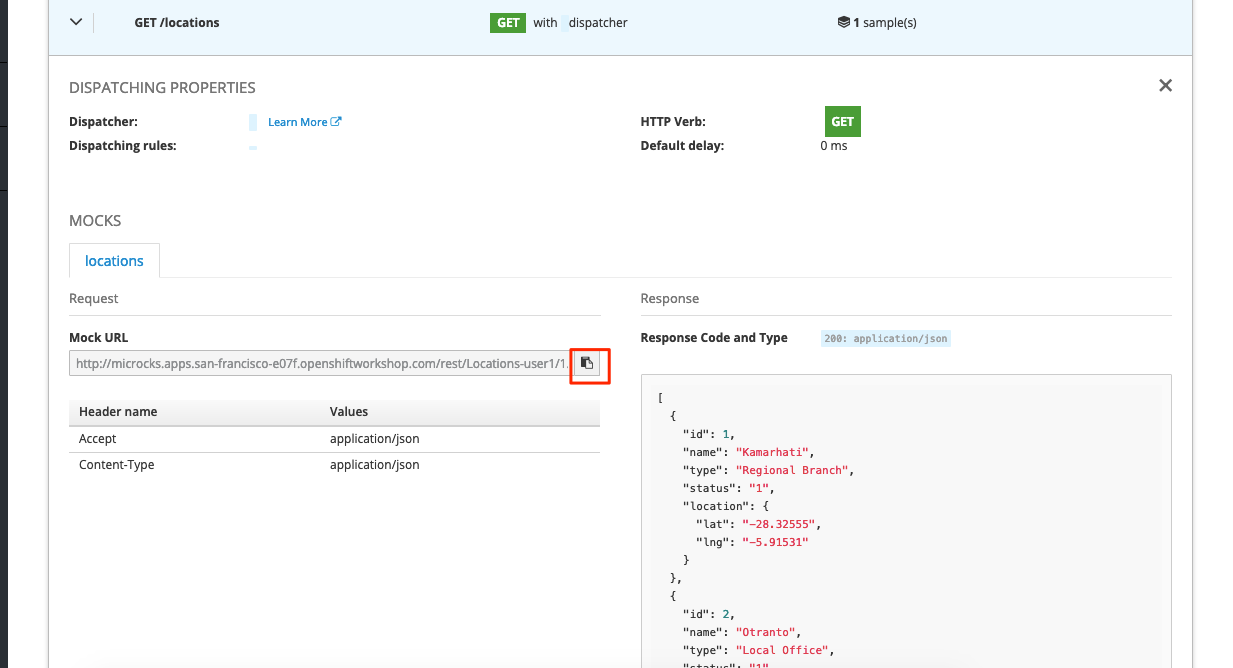 GET /locations GET with dispatcher 1 sample(s)
DISPATCHING PROPERTIES
Dispatcher: Learn More HTTP Verb: GET
Dispatching rules: Default delay: 0 ms
MOCKS
locations
Request
Mock URL
http://microcks.apps.san-francisco-e07f.openshiftworkshop.com/rest/Locations-user1/1.
Header name Values
Accept application/json
Content-Type application/json
Response
Response Code and Type 200: application/json
[
{
"id": 1,
"name": "Kamarhati",
"type": "Regional Branch",
"status": "1",
"location": {
"lat": "-28.32555",
"lng": "-5.91531"
}
},
{
"id": 2,
"name": "Otranto",
"type": "Local Office",
"status": "1"